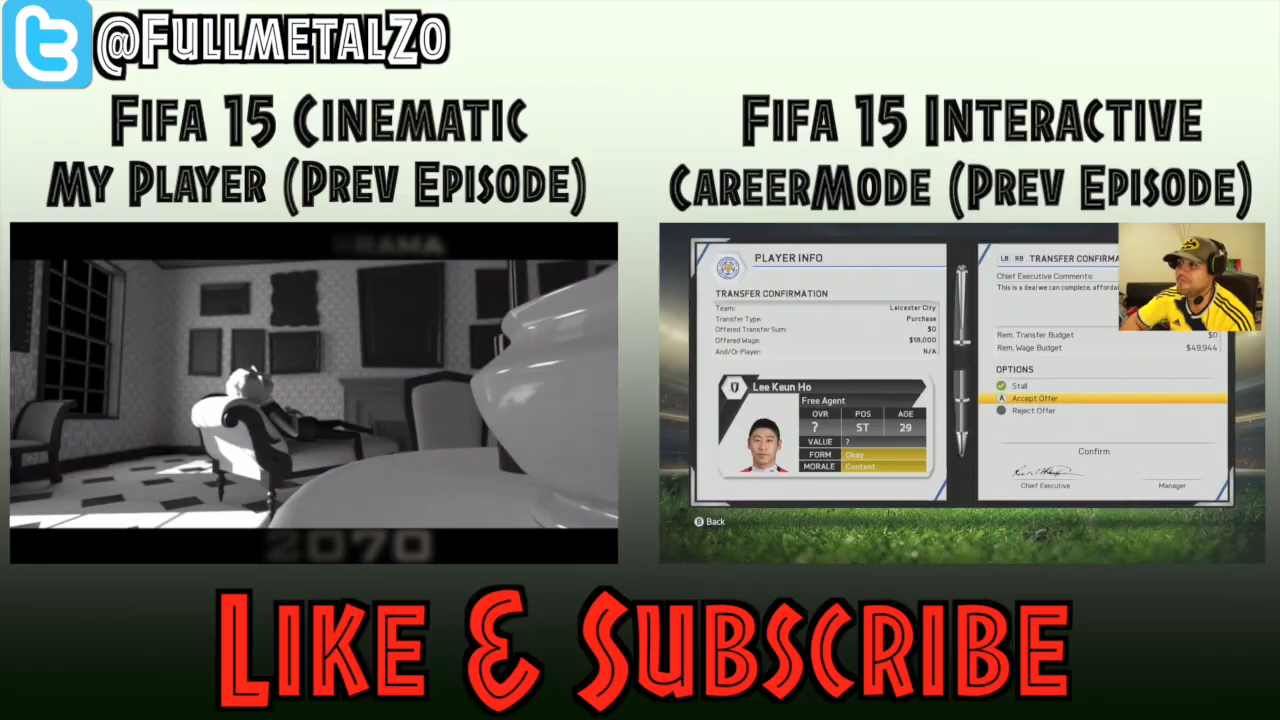 @FullmetalZo
Fifa 15 Cinematic
My Player (Prev Episode)
Fifa 15 Interactive
CareerMode (Prev Episode)
2070
PLAYER INFO
TRANSFER CONFIRMATION
Team: Leicester City
Transfer Type: Purchase
Offered Transfer Sum: $0
Offered Wage: $18,000
And/Or Player: N/A
Lee Keun Ho
Free Agent
OVR POS AGE
? ST 29
VALUE ?
FORM Okay
MORALE Content
LB RB TRANSFER CONFIRMA
Chief Executive Comments:
This is a deal we can complete, affordab
Rem. Transfer Budget $0
Rem. Wage Budget $49,944
OPTIONS
Stall
A Accept Offer
Reject Offer
Confirm
Chief Executive Manager
B Back
Like & Subscribe